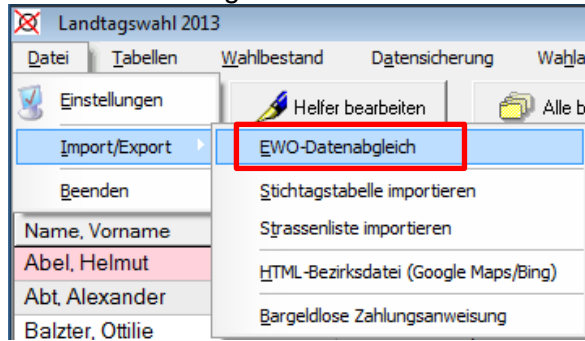 Landtagswahl 2013
Datei Tabellen Wahlbestand Datensicherung
Einstellungen Helfer bearbeiten Alle
Import/Export EWO-Datenabgleich
Beenden Stichtagstabelle importieren
Name, Vorname Strassenliste importieren
Abel, Helmut HTML-Bezirksdatei (Google Maps/Bing)
Abt, Alexander
Balzter, Ottilie Bargeldlose Zahlungsanweisung